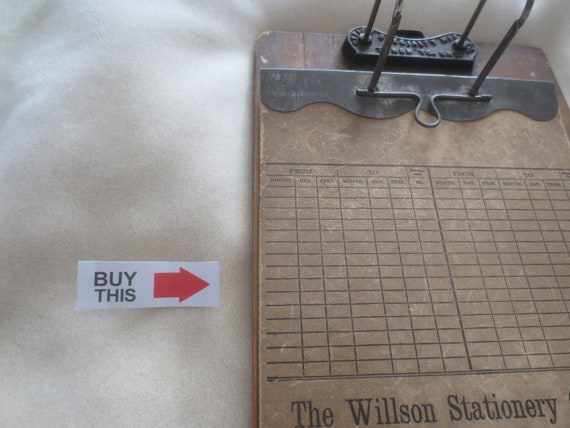 BUY
THIS
FROM TO FROM TO
MONTH. DAY. YEAR. MONTH. DAY. YEAR. No. MONTH. DAY. YEAR. MONTH. DAY. YEAR.
The Willson Stationery